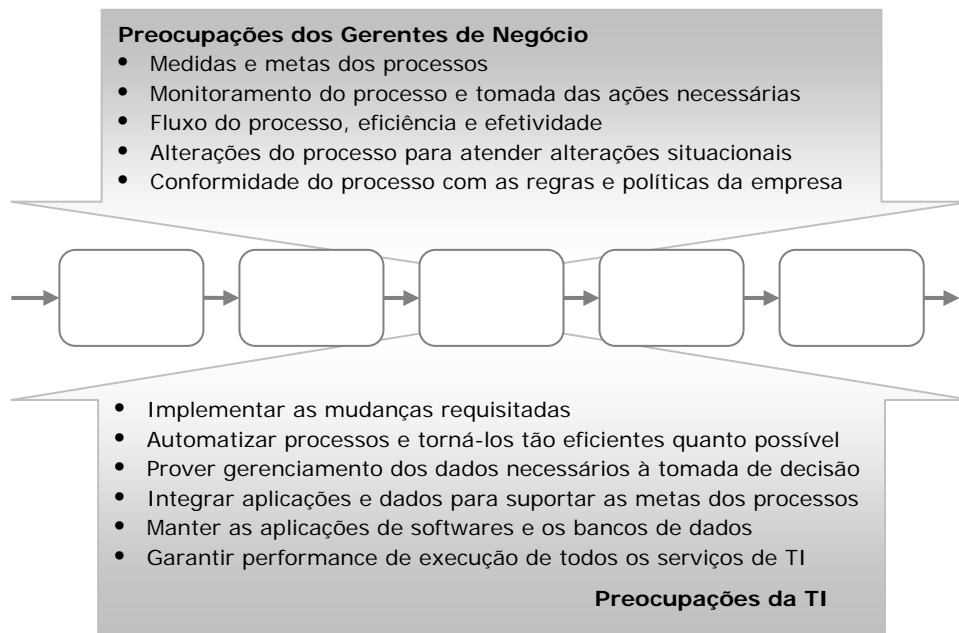 Preocupações dos Gerentes de Negócio
• Medidas e metas dos processos
• Monitoramento do processo e tomada das ações necessárias
• Fluxo do processo, eficiência e efetividade
• Alterações do processo para atender alterações situacionais
• Conformidade do processo com as regras e políticas da empresa
• Implementar as mudanças requisitadas
• Automatizar processos e torná-los tão eficientes quanto possível
• Prover gerenciamento dos dados necessários à tomada de decisão
• Integrar aplicações e dados para suportar as metas dos processos
• Manter as aplicações de softwares e os bancos de dados
• Garantir performance de execução de todos os serviços de TI
Preocupações da TI